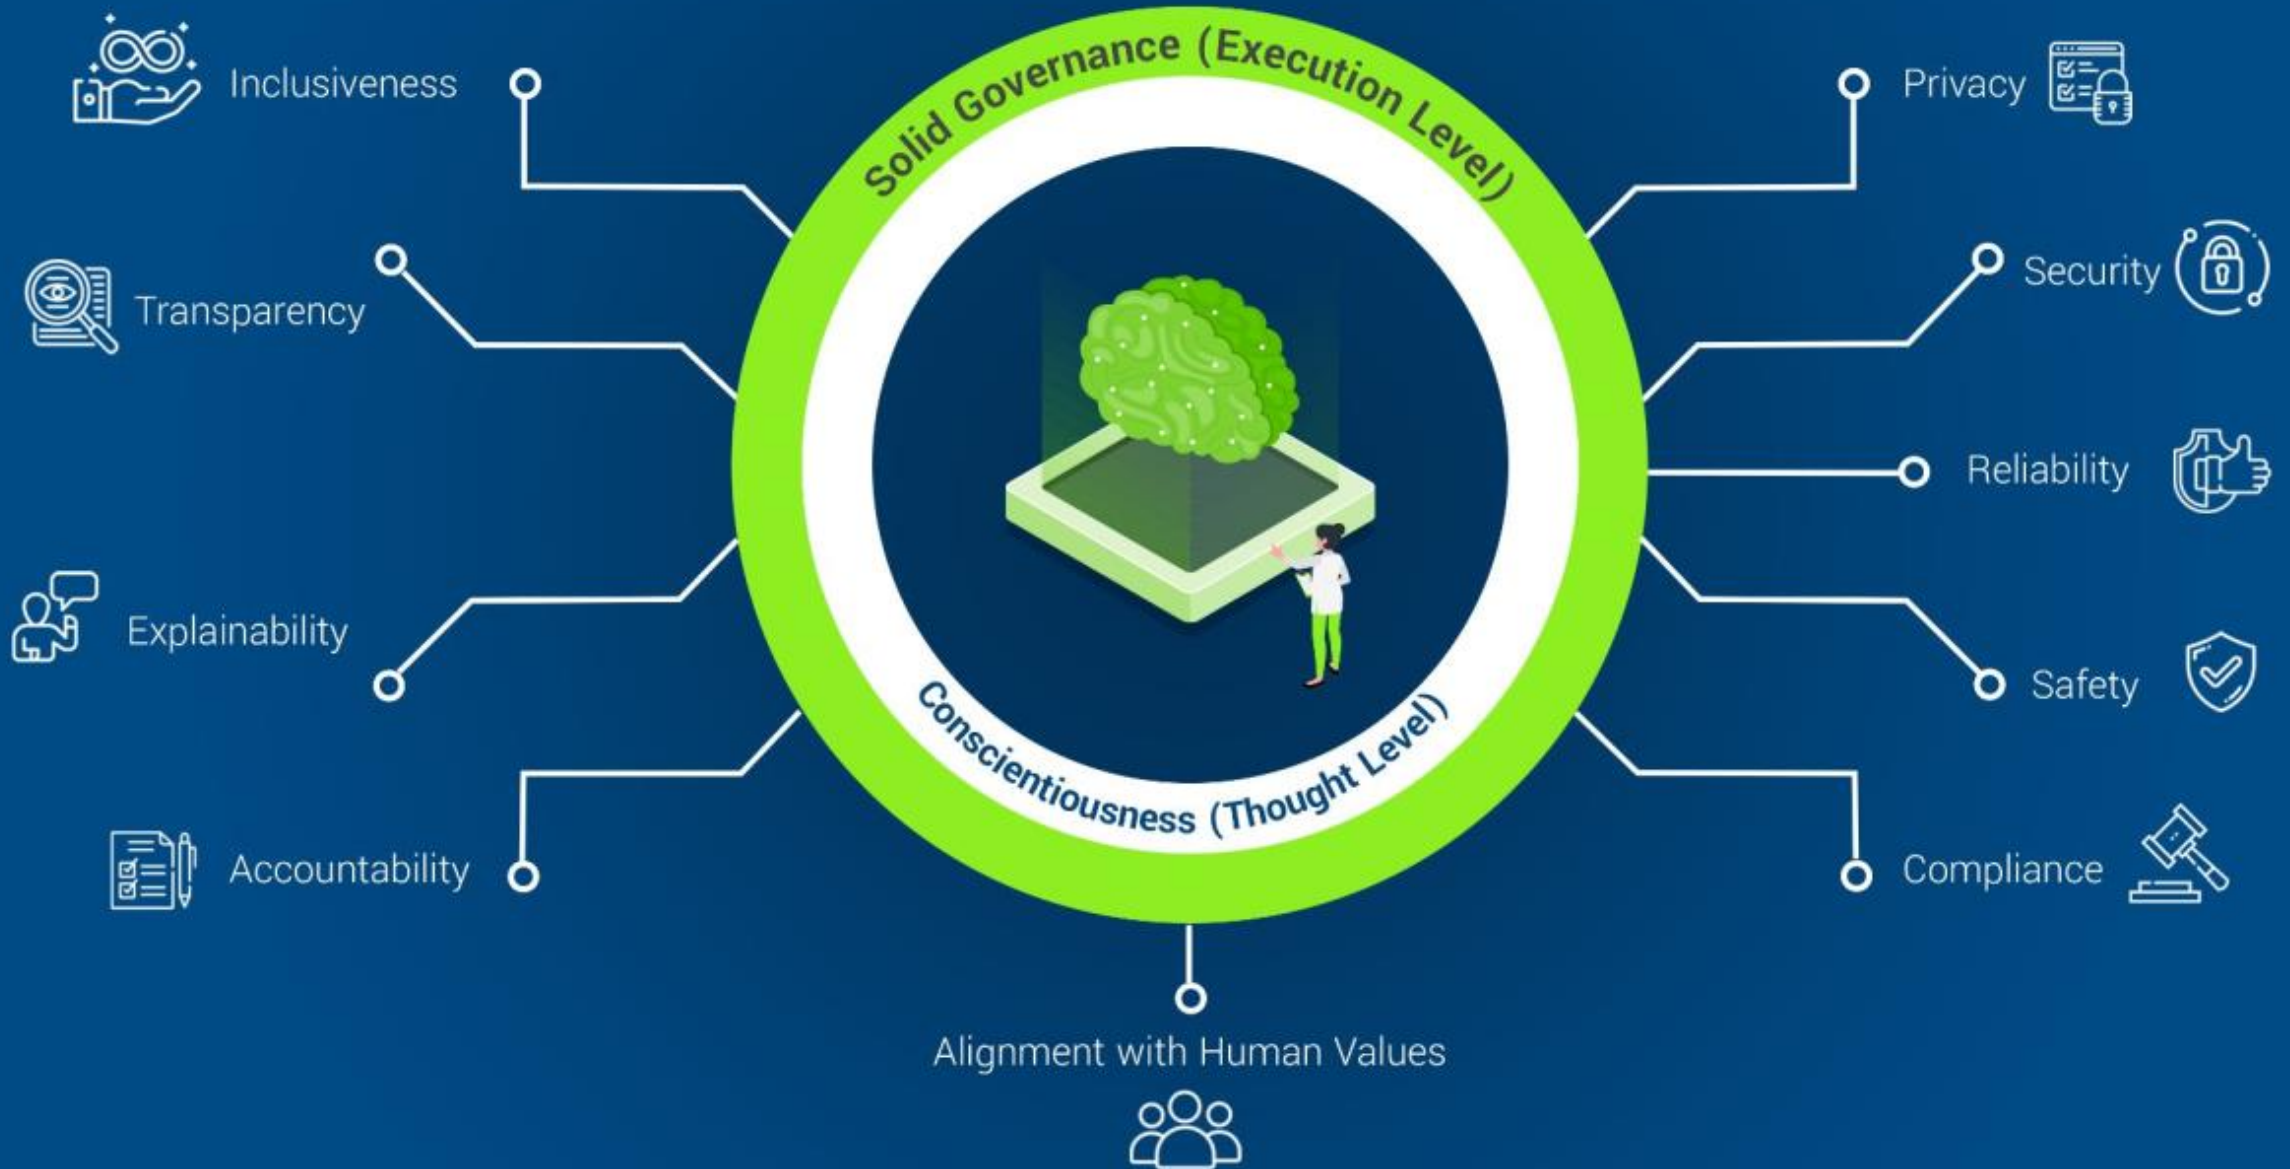 Solid Governance (Execution Level)
Inclusiveness
Privacy
Transparency
Security
Reliability
Explainability
Safety
Conscientiousness (Thought Level)
Accountability
Compliance
Alignment with Human Values